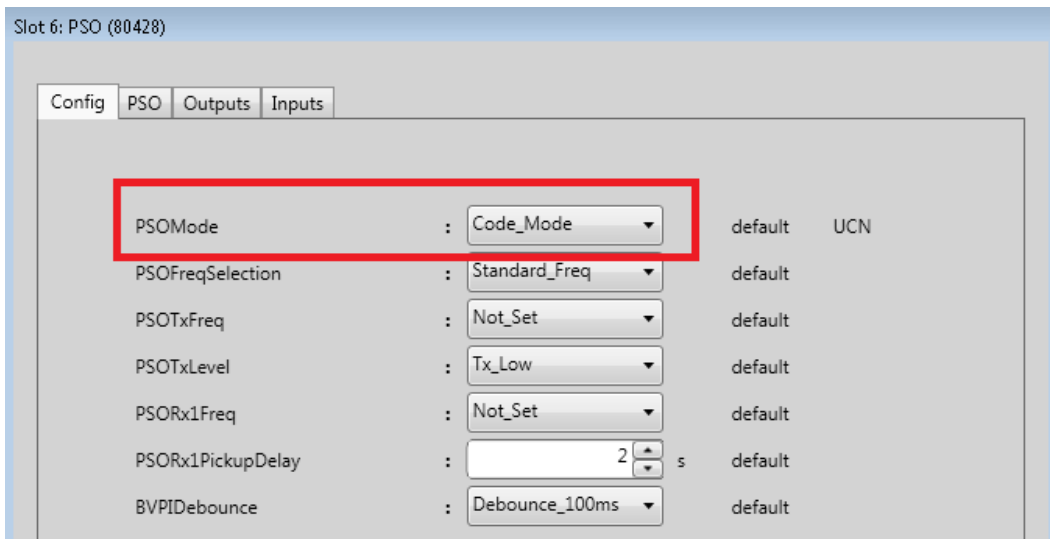 Slot 6: PSO (80428)
Config PSO Outputs Inputs
PSOMode : Code_Mode default UCN
PSOFreqSelection : Standard_Freq default
PSOTxFreq : Not_Set default
PSOTxLevel : Tx_Low default
PSORx1Freq : Not_Set default
PSORx1PickupDelay : 2 s default
BVPIDebounce : Debounce_100ms default